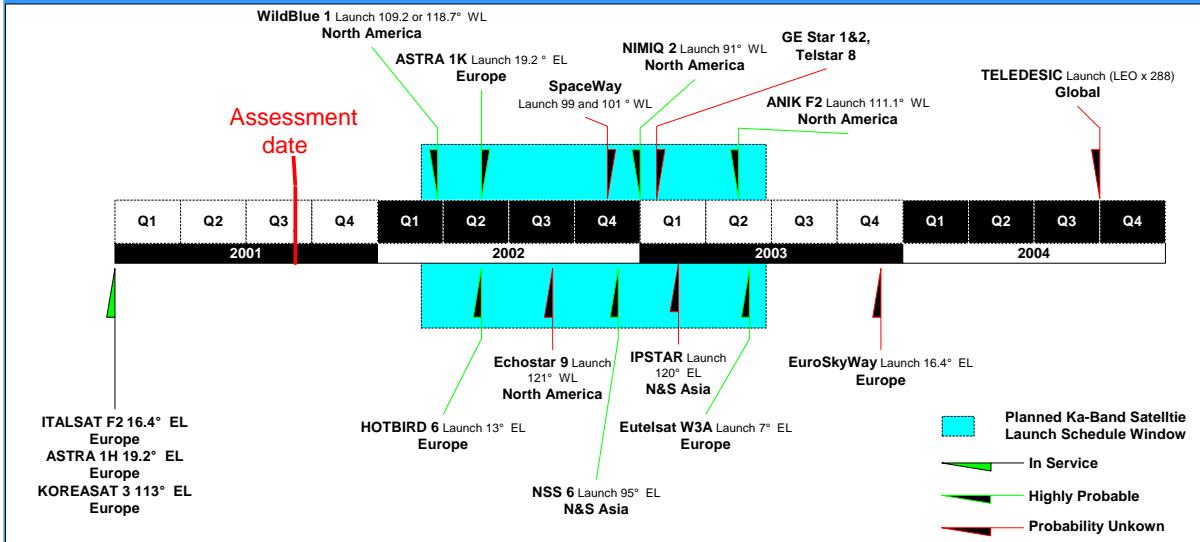 WildBlue 1 Launch 109.2 or 118.7° WL
North America
ASTRA 1K Launch 19.2 ° EL
Europe
SpaceWay
Launch 99 and 101 ° WL
NIMIQ 2 Launch 91° WL
North America
GE Star 1&2,
Telstar 8
ANIK F2 Launch 111.1° WL
North America
TELEDESIC Launch (LEO x 288)
Global
Assessment
date
Q1 Q2 Q3 Q4 Q1 Q2 Q3 Q4 Q1 Q2 Q3 Q4 Q1 Q2 Q3 Q4
2001 2002 2003 2004
ITALSAT F2 16.4° EL
Europe
ASTRA 1H 19.2° EL
Europe
KOREASAT 3 113° EL
Europe
HOTBIRD 6 Launch 13° EL
Europe
Echostar 9 Launch
121° WL
North America
NSS 6 Launch 95° EL
N&S Asia
IPSTAR Launch
120° EL
N&S Asia
Eutelsat W3A Launch 7° EL
Europe
EuroSkyWay Launch 16.4° EL
Europe
Planned Ka-Band Satelltie
Launch Schedule Window
In Service
Highly Probable
Probability Unkown